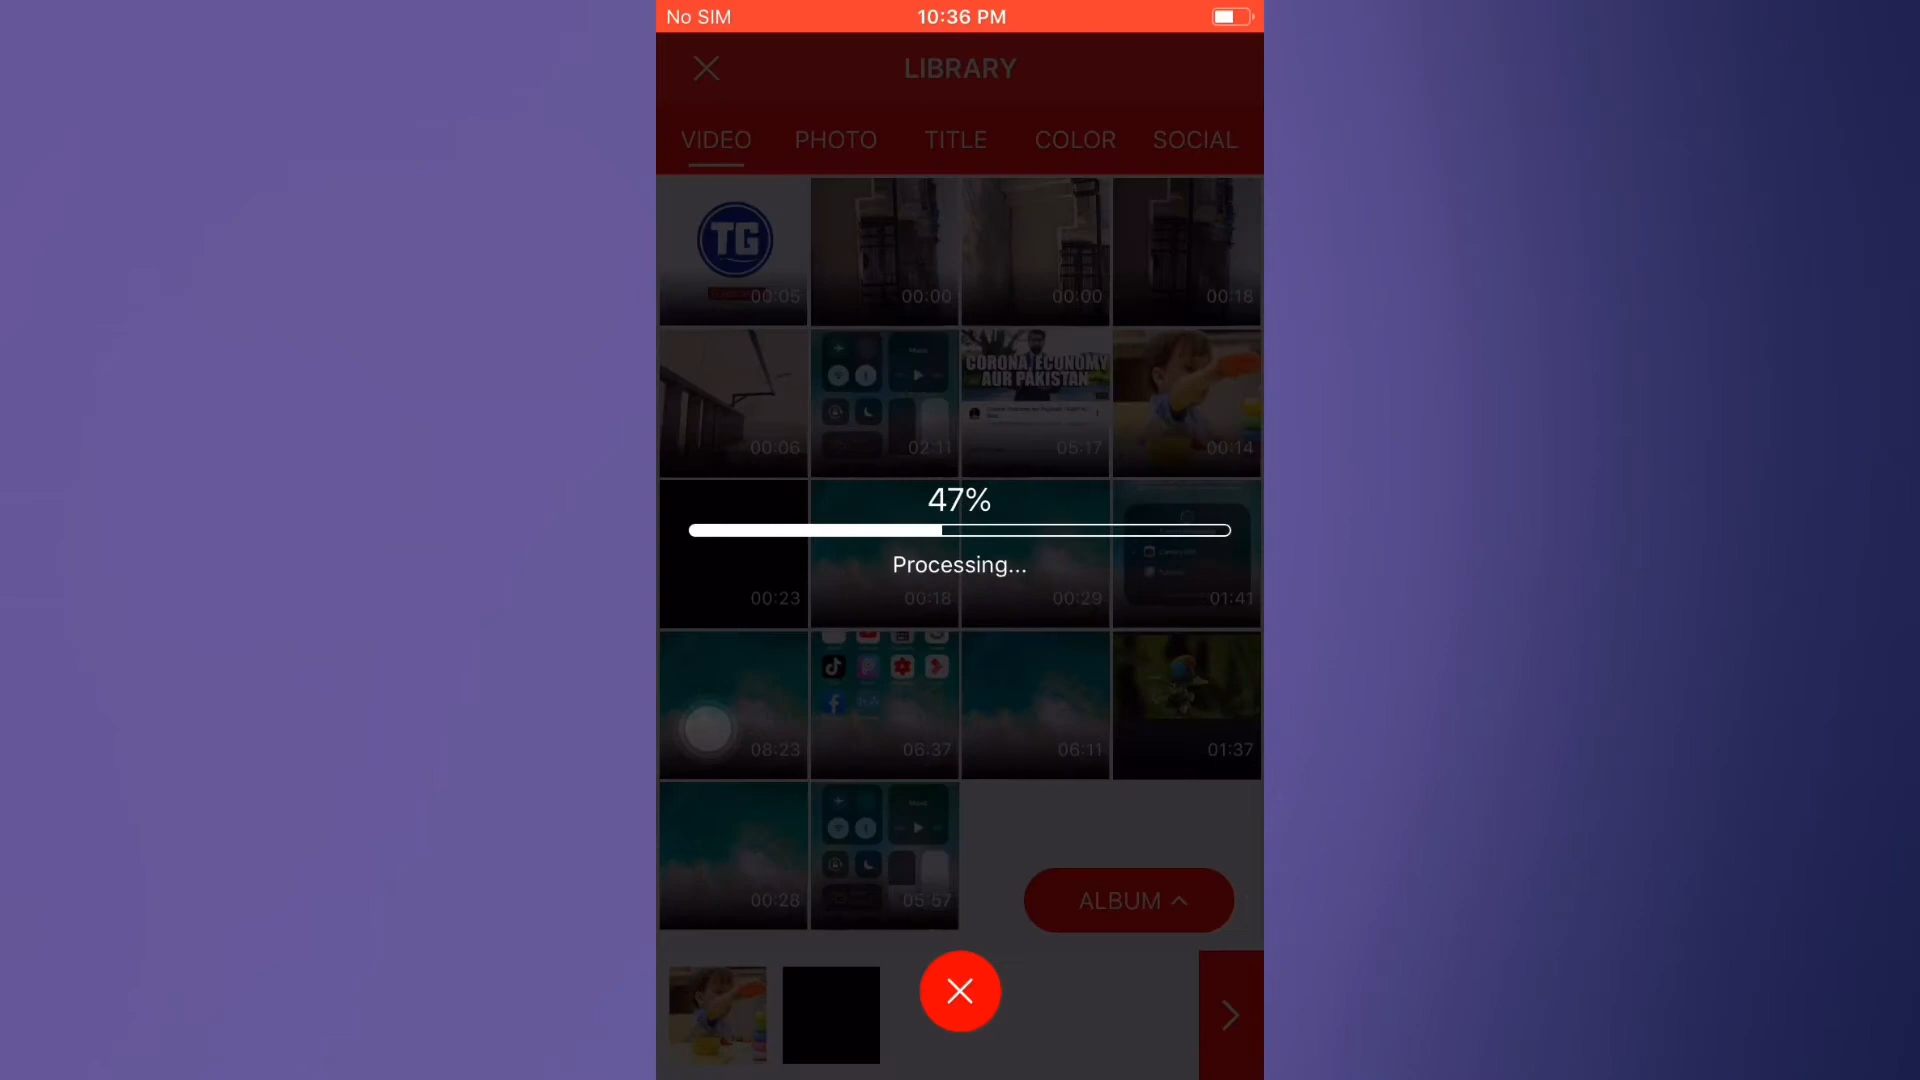 No SIM 10:36 PM
LIBRARY
VIDEO PHOTO TITLE COLOR SOCIAL
TG
00:05 00:00 00:00 00:18
CORONA, ECONOMY
AUR PAKISTAN
00:06 02:11 05:17 00:14
47%
Processing...
00:23 00:18 00:29 01:41
08:23 06:37 06:11 01:37
00:28 05:57
ALBUM